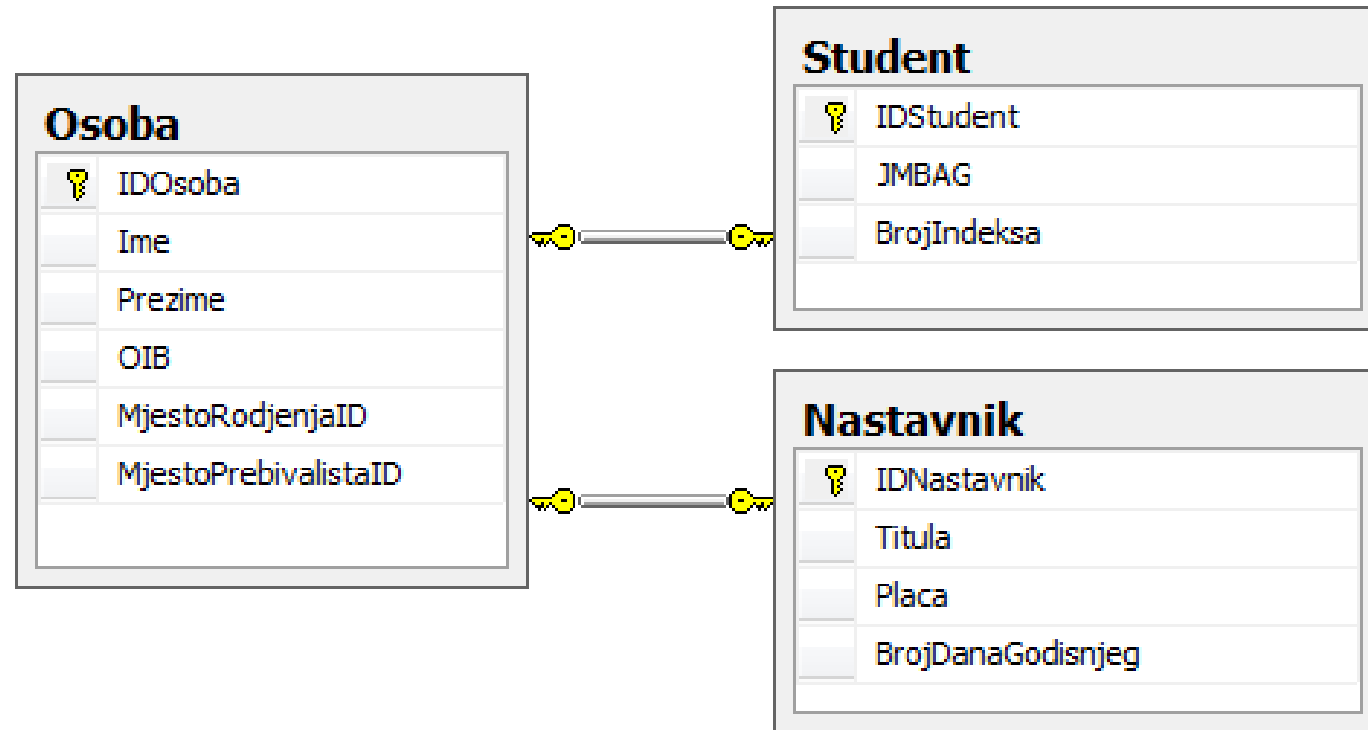 Osoba
IDOsoba
Ime
Prezime
OIB
MjestoRodjenjaID
MjestoPrebivalistaID
Student
IDStudent
JMBAG
BrojIndeksa
Nastavnik
IDNastavnik
Titula
Placa
BrojDanaGodisnjeg